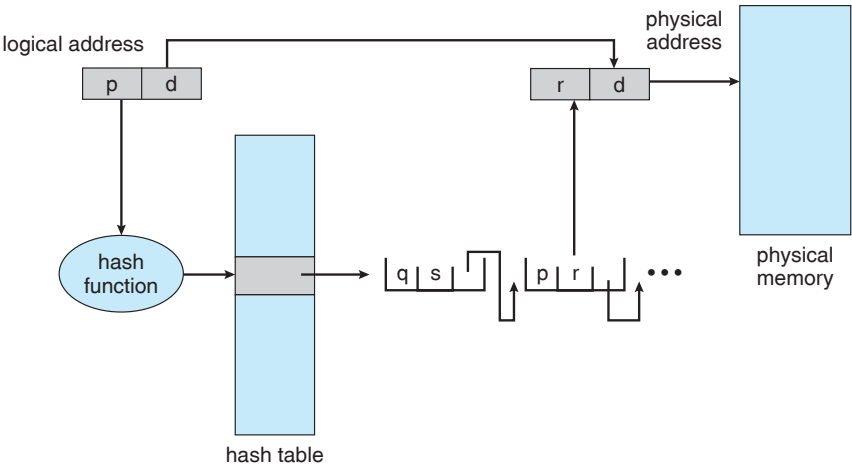 logical address
p d
physical
address
r d
hash
function
q s p r •••
physical
memory
hash table